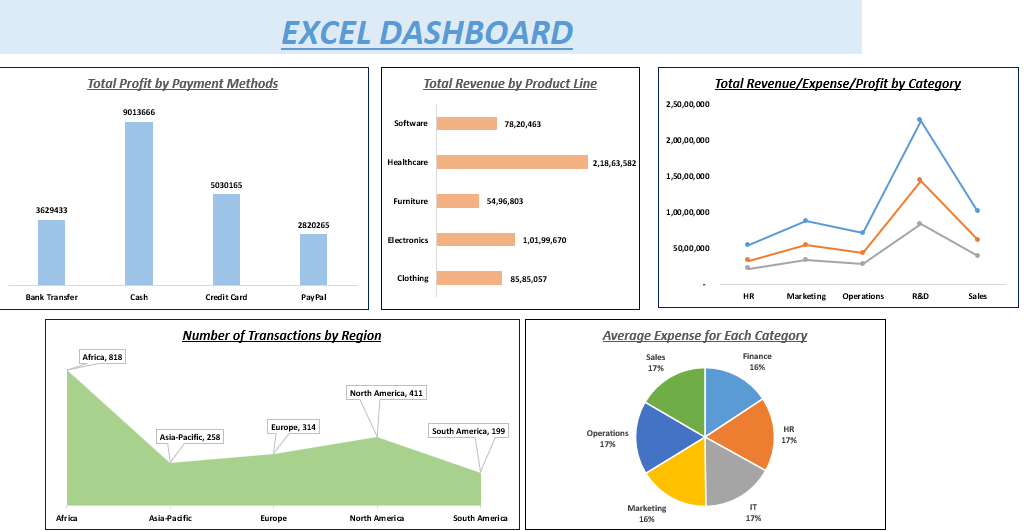 EXCEL DASHBOARD
Total Profit by Payment Methods
9013666
5030165
3629433
2820265
Bank Transfer Cash Credit Card PayPal
Total Revenue by Product Line
Software 78,20,463
Healthcare 2,18,63,582
Furniture 54,96,803
Electronics 1,01,99,670
Clothing 85,85,057
Total Revenue/Expense/Profit by Category
2,50,00,000
2,00,00,000
1,50,00,000
1,00,00,000
50,00,000
-
HR Marketing Operations R&D Sales
Number of Transactions by Region
Africa, 818
Asia-Pacific, 258
Europe, 314
North America, 411
South America, 199
Africa Asia-Pacific Europe North America South America
Average Expense for Each Category
Finance
16%
HR
17%
IT
17%
Marketing
16%
Operations
17%
Sales
17%